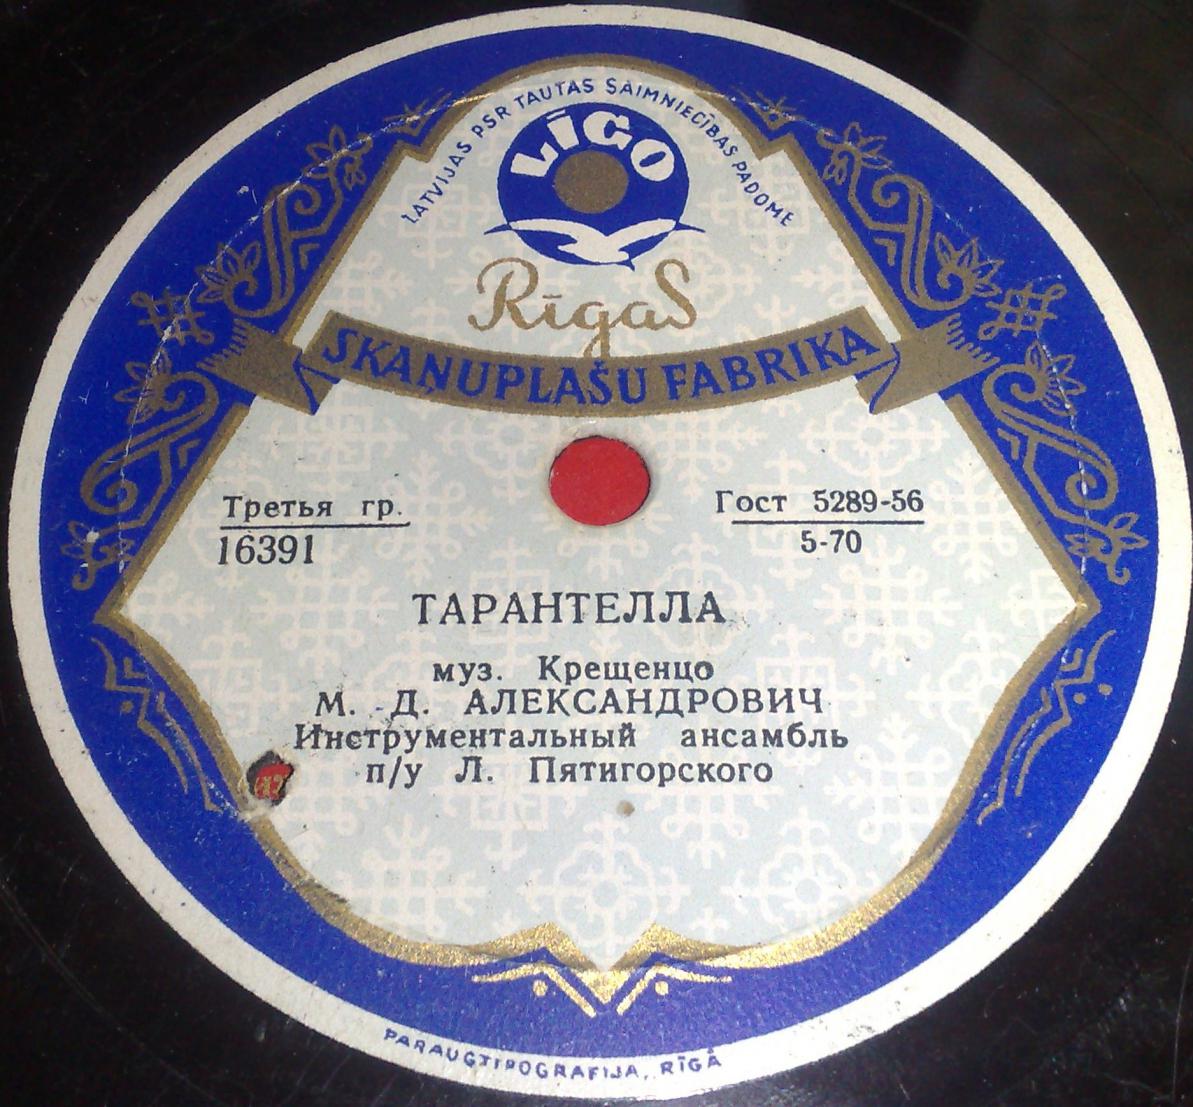 LATVIJAS PSR TAUTAS SAIMNIECĪBAS PADOME
LĪGO
RīgaS
SKAŅUPLAŠU FABRIKA
Третья гр.
16391
Гост 5289-56
5-70
ТАРАНТЕЛЛА
муз. Крещенцо
М. Д. АЛЕКСАНДРОВИЧ
Инструментальный ансамбль
п/у Л. Пятигорского
PARAUGTIPOGRAFIJA, RĪGĀ